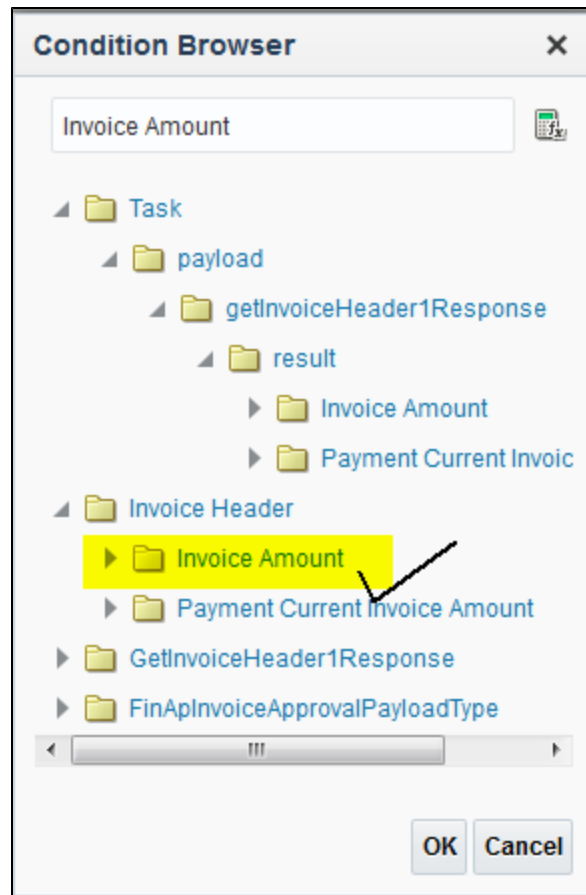 Condition Browser
Invoice Amount
Task
payload
getInvoiceHeader1Response
result
Invoice Amount
Payment Current Invoic
Invoice Header
Invoice Amount
Payment Current Invoice Amount
GetInvoiceHeader1Response
FinApInvoiceApprovalPayloadType
OK Cancel